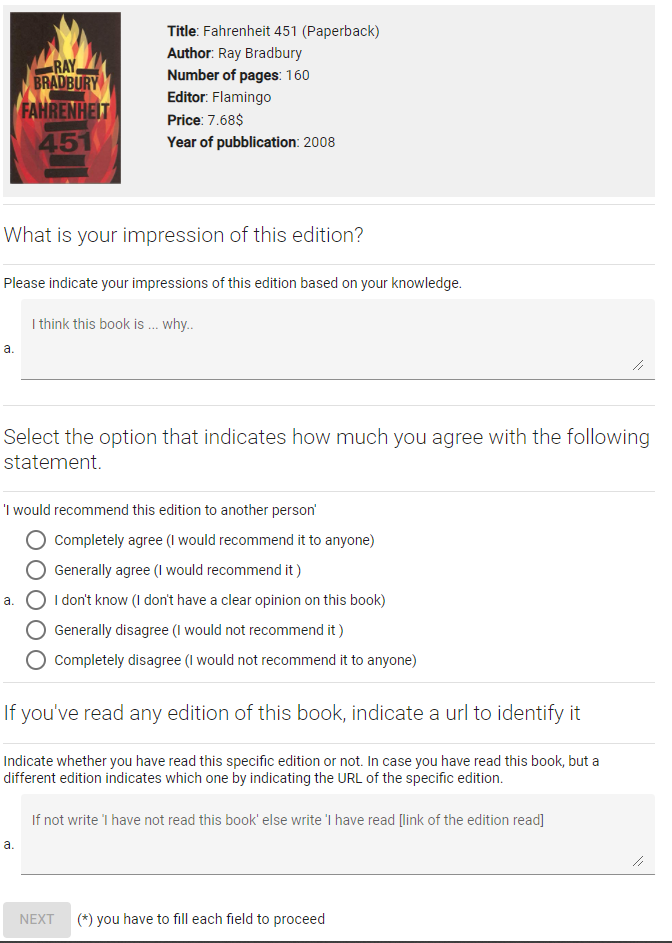 RAY
BRADBURY
FAHRENHEIT
451
Title: Fahrenheit 451 (Paperback)
Author: Ray Bradbury
Number of pages: 160
Editor: Flamingo
Price: 7.68$
Year of pubblication: 2008
What is your impression of this edition?
Please indicate your impressions of this edition based on your knowledge.
I think this book is ... why..
a.
Select the option that indicates how much you agree with the following
statement.
'I would recommend this edition to another person'
Completely agree (I would recommend it to anyone)
Generally agree (I would recommend it )
a. I don't know (I don't have a clear opinion on this book)
Generally disagree (I would not recommend it )
Completely disagree (I would not recommend it to anyone)
If you've read any edition of this book, indicate a url to identify it
Indicate whether you have read this specific edition or not. In case you have read this book, but a
different edition indicates which one by indicating the URL of the specific edition.
If not write 'I have not read this book' else write 'I have read [link of the edition read]
a.
NEXT (*) you have to fill each field to proceed